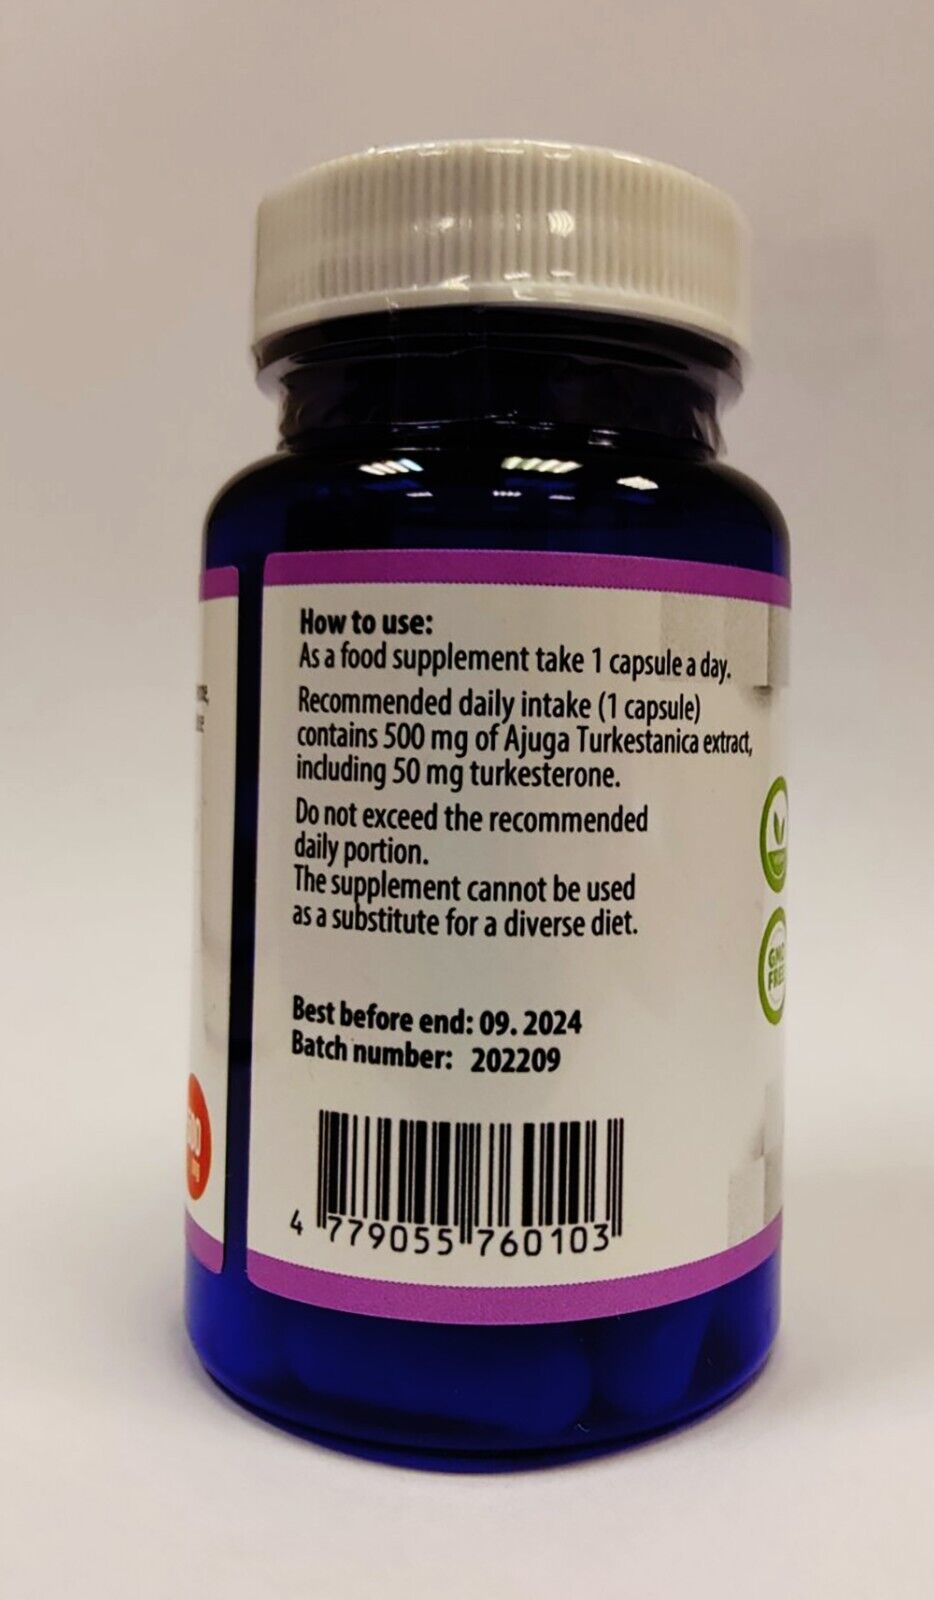 How to use:
As a food supplement take 1 capsule a day.
Recommended daily intake (1 capsule)
contains 500 mg of Ajuga Turkestanica extract,
including 50 mg turkesterone.
Do not exceed the recommended
daily portion.
The supplement cannot be used
as a substitute for a diverse diet.
Best before end: 09. 2024
Batch number: 202209
4 779055 760103
GMO
FREE